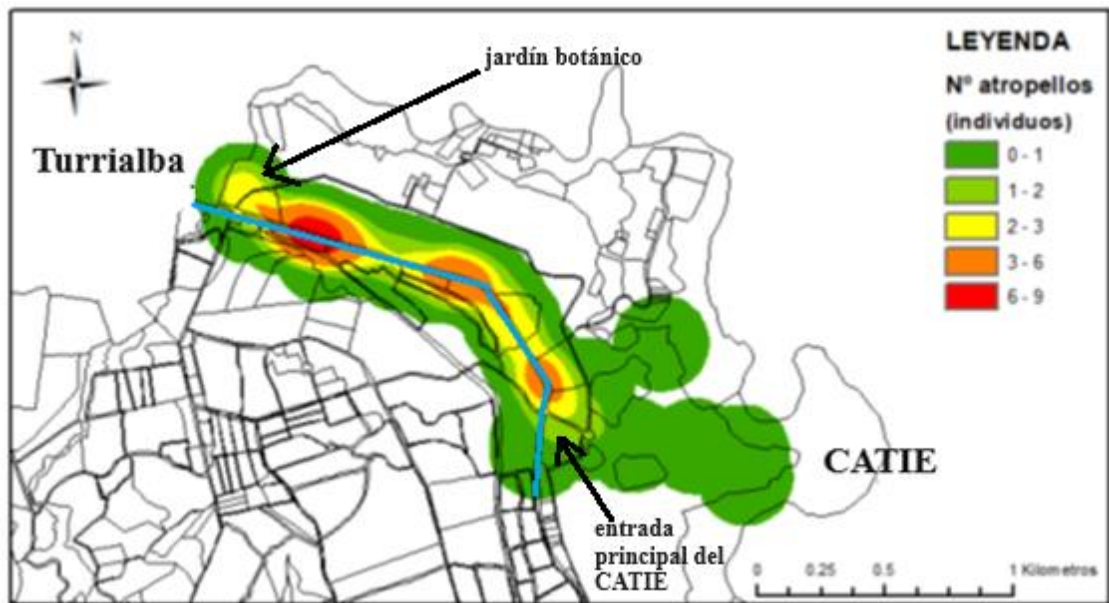 N
jardín botánico
Turrialba
LEYENDA
Nº atropellos
(individuos)
0 - 1
1 - 2
2 - 3
3 - 6
6 - 9
CATIE
entrada
principal del
CATIE
0 0.25 0.5 1 Kilometros